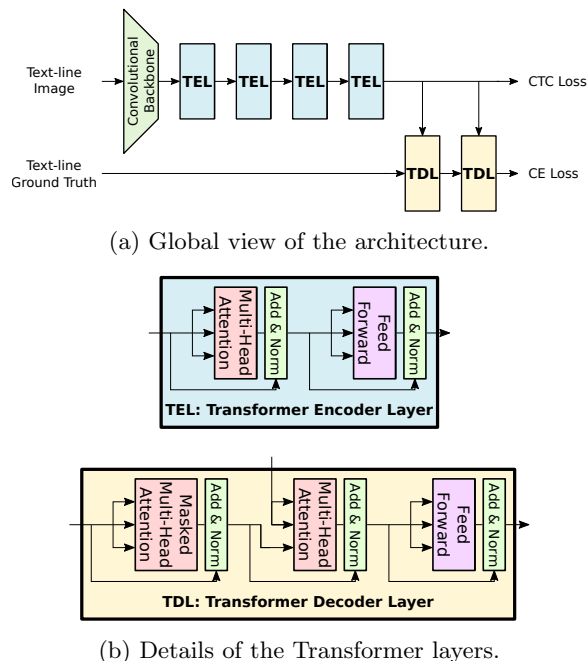 Text-line
Image
Convolutional
Backbone
TEL
TEL
TEL
TEL
CTC Loss
Text-line
Ground Truth
TDL
TDL
CE Loss
(a) Global view of the architecture.
Multi-Head
Attention
Add & Norm
Feed
Forward
Add & Norm
TEL: Transformer Encoder Layer
Masked
Multi-Head
Attention
Add & Norm
Multi-Head
Attention
Add & Norm
Feed
Forward
Add & Norm
TDL: Transformer Decoder Layer
(b) Details of the Transformer layers.